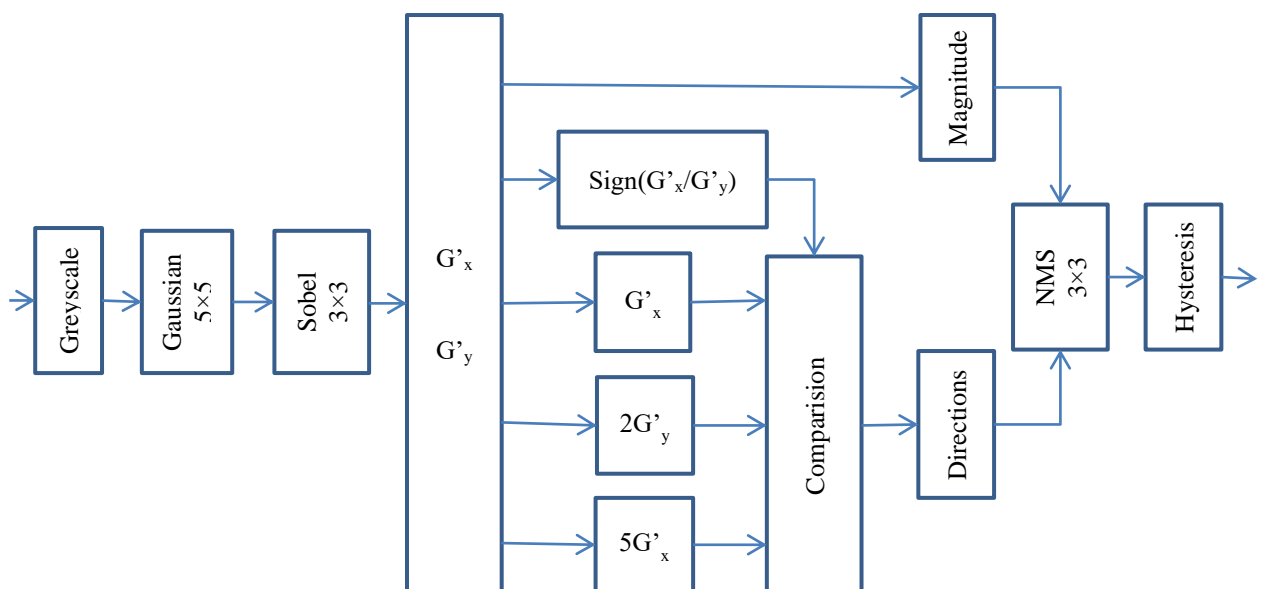 Greyscale
Gaussian
5×5
Sobel
3×3
G’x
G’y
Sign(G’x/G’y)
G’x
2G’y
5G’x
Comparision
Magnitude
Directions
NMS
3×3
Hysteresis